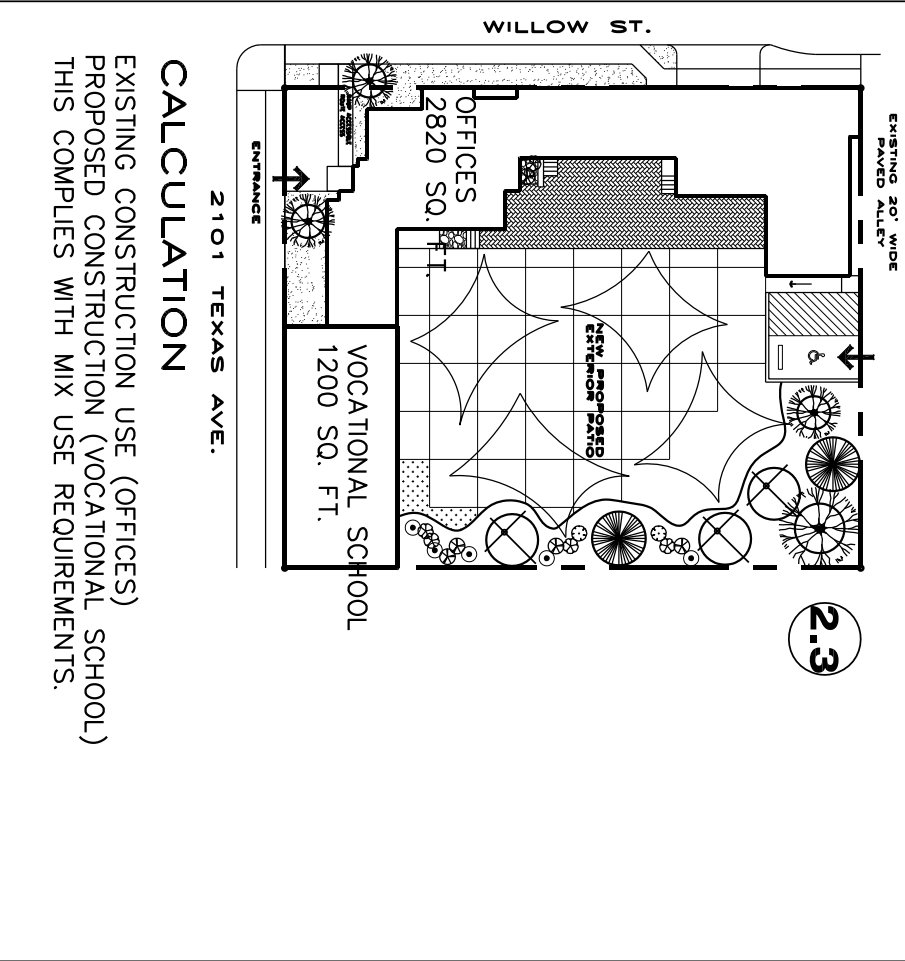 WILLOW ST.
EXISTING 20' WIDE
PAVED ALLEY
OFFICES
2820 SQ. FT.
ENTRANCE
NEW PROPOSED
EXTERIOR PATIO
VOCATIONAL SCHOOL
1200 SQ. FT.
2101 TEXAS AVE.
2.3
CALCULATION
EXISTING CONSTRUCTION USE (OFFICES)
PROPOSED CONSTRUCTION (VOCATIONAL SCHOOL)
THIS COMPLIES WITH MIX USE REQUIREMENTS.